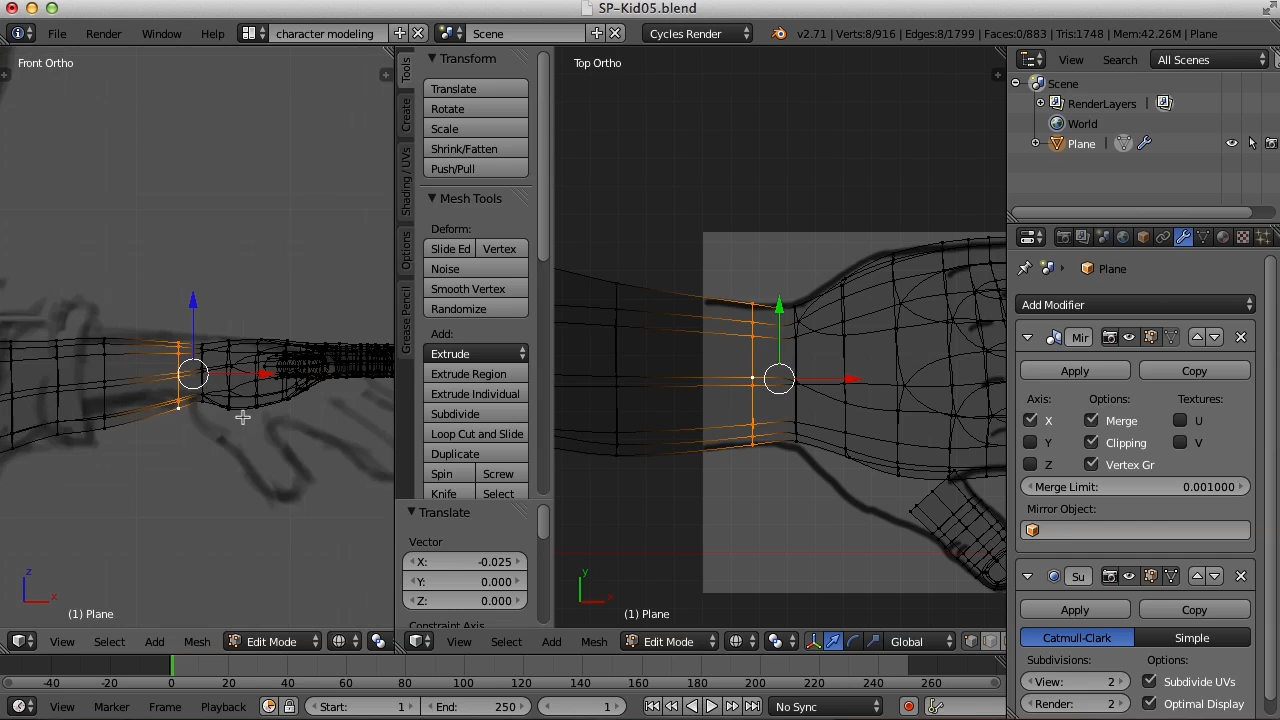 SP-Kid05.blend
File Render Window Help character modeling Scene Cycles Render v2.71 | Verts:8/916 | Edges:8/1799 | Faces:0/883 | Tris:1748 | Mem:42.26M | Plane
Front Ortho
(1) Plane
z
x
View Select Add Mesh Edit Mode
Tools
Create
Shading / UVs
Options
Grease Pencil
Transform
Translate
Rotate
Scale
Shrink/Fatten
Push/Pull
Mesh Tools
Deform:
Slide Ed Vertex
Noise
Smooth Vertex
Randomize
Add:
Extrude
Extrude Region
Extrude Individual
Subdivide
Loop Cut and Slide
Duplicate
Spin Screw
Knife Select
Translate
Vector
X: -0.025
Y: 0.000
Z: 0.000
Constraint Axis
Top Ortho
y
x
(1) Plane
View Select Add Mesh Edit Mode Global
View Search All Scenes
Scene
RenderLayers |
World
Plane |
Plane
Add Modifier
Mir
Apply Copy
Axis: Options: Textures:
X Merge U
Y Clipping V
Z Vertex Gr
Merge Limit: 0.001000
Mirror Object:
Su
Apply Copy
Catmull-Clark Simple
Subdivisions: Options:
View: 2 Subdivide UVs
Render: 2 Optimal Display
-40 -20 0 20 40 60 80 100 120 140 160 180 200 220 240 260
View Marker Frame Playback Start: 1 End: 250 1 No Sync